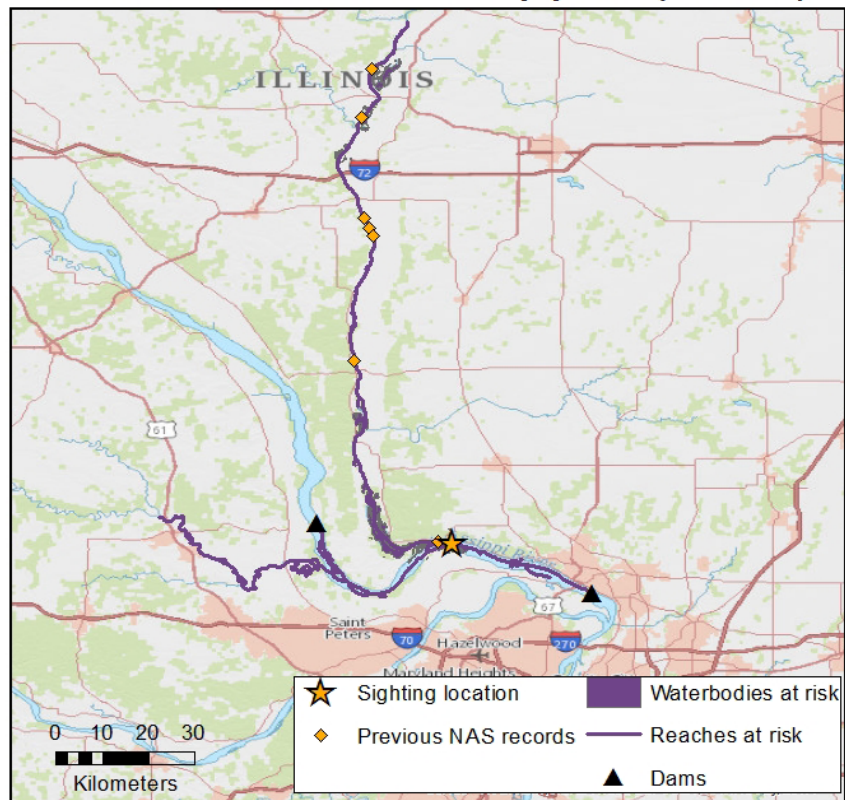 ILLINOIS
72
61
sippi
67
Saint
Peters
70
Hazelwood
270
Maryland Heights
Sighting location
Waterbodies at risk
Previous NAS records
Reaches at risk
Dams
0 10 20 30
Kilometers